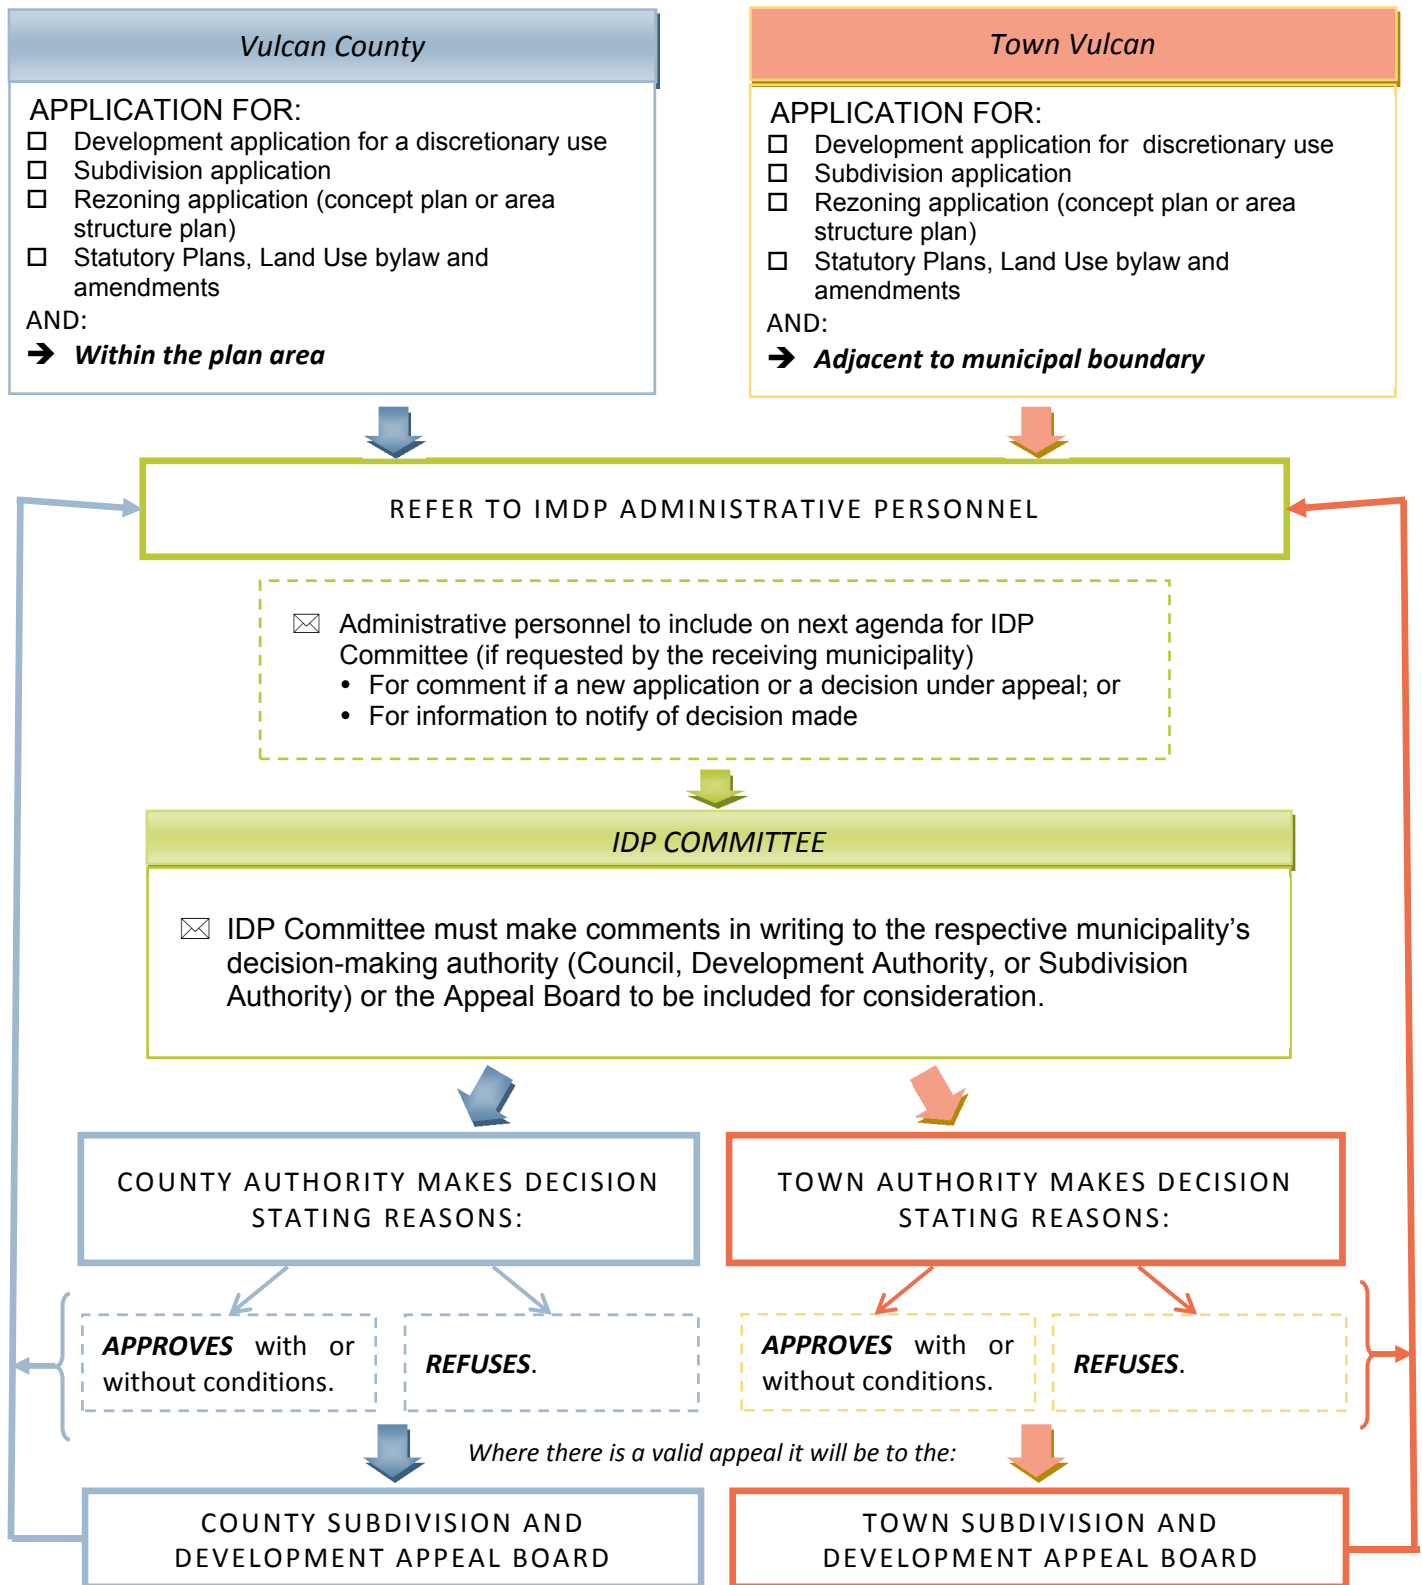 Vulcan County
APPLICATION FOR:
☐ Development application for a discretionary use
☐ Subdivision application
☐ Rezoning application (concept plan or area
structure plan)
☐ Statutory Plans, Land Use bylaw and
amendments
AND:
➔ Within the plan area
Town Vulcan
APPLICATION FOR:
☐ Development application for discretionary use
☐ Subdivision application
☐ Rezoning application (concept plan or area
structure plan)
☐ Statutory Plans, Land Use bylaw and
amendments
AND:
➔ Adjacent to municipal boundary
REFER TO IMDP ADMINISTRATIVE PERSONNEL
Administrative personnel to include on next agenda for IDP
Committee (if requested by the receiving municipality)
• For comment if a new application or a decision under appeal; or
• For information to notify of decision made
IDP COMMITTEE
IDP Committee must make comments in writing to the respective municipality’s
decision-making authority (Council, Development Authority, or Subdivision
Authority) or the Appeal Board to be included for consideration.
COUNTY AUTHORITY MAKES DECISION
STATING REASONS:
TOWN AUTHORITY MAKES DECISION
STATING REASONS:
APPROVES with or
without conditions.
REFUSES.
APPROVES with or
without conditions.
REFUSES.
Where there is a valid appeal it will be to the:
COUNTY SUBDIVISION AND
DEVELOPMENT APPEAL BOARD
TOWN SUBDIVISION AND
DEVELOPMENT APPEAL BOARD